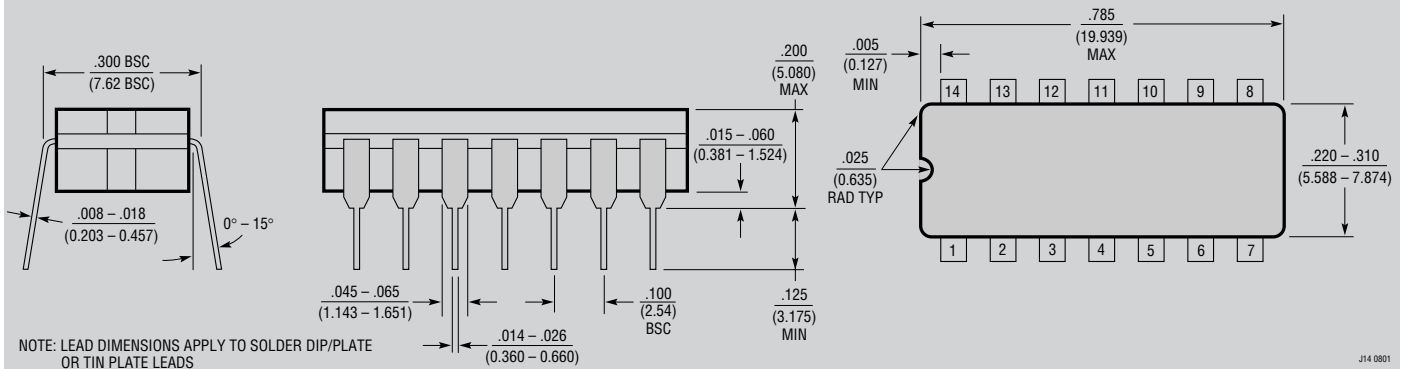 .300 BSC
(7.62 BSC)
.008 – .018
(0.203 – 0.457)
0° – 15°
NOTE: LEAD DIMENSIONS APPLY TO SOLDER DIP/PLATE
OR TIN PLATE LEADS
.200
(5.080)
MAX
.015 – .060
(0.381 – 1.524)
.045 – .065
(1.143 – 1.651)
.014 – .026
(0.360 – 0.660)
.100
(2.54)
BSC
.125
(3.175)
MIN
.785
(19.939)
MAX
.005
(0.127)
MIN
14 13 12 11 10 9 8
.025
(0.635)
RAD TYP
.220 – .310
(5.588 – 7.874)
1 2 3 4 5 6 7
J14 0801